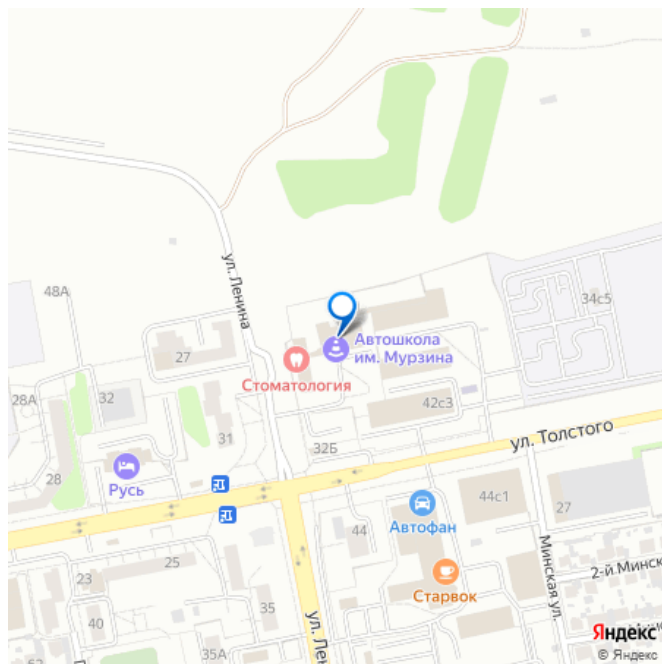 ул. Ленина
48А
34с5
27
Автошкола
им. Мурзина
Стоматология
28А
32
42с3
31
ул. Толстого
32Б
28
Русь
44с1
27
Автофан
44
25
Минская ул.
23
2-й Минск
Старвок
40
35
ул. Лен
35А
Яндекс
© Яндекс